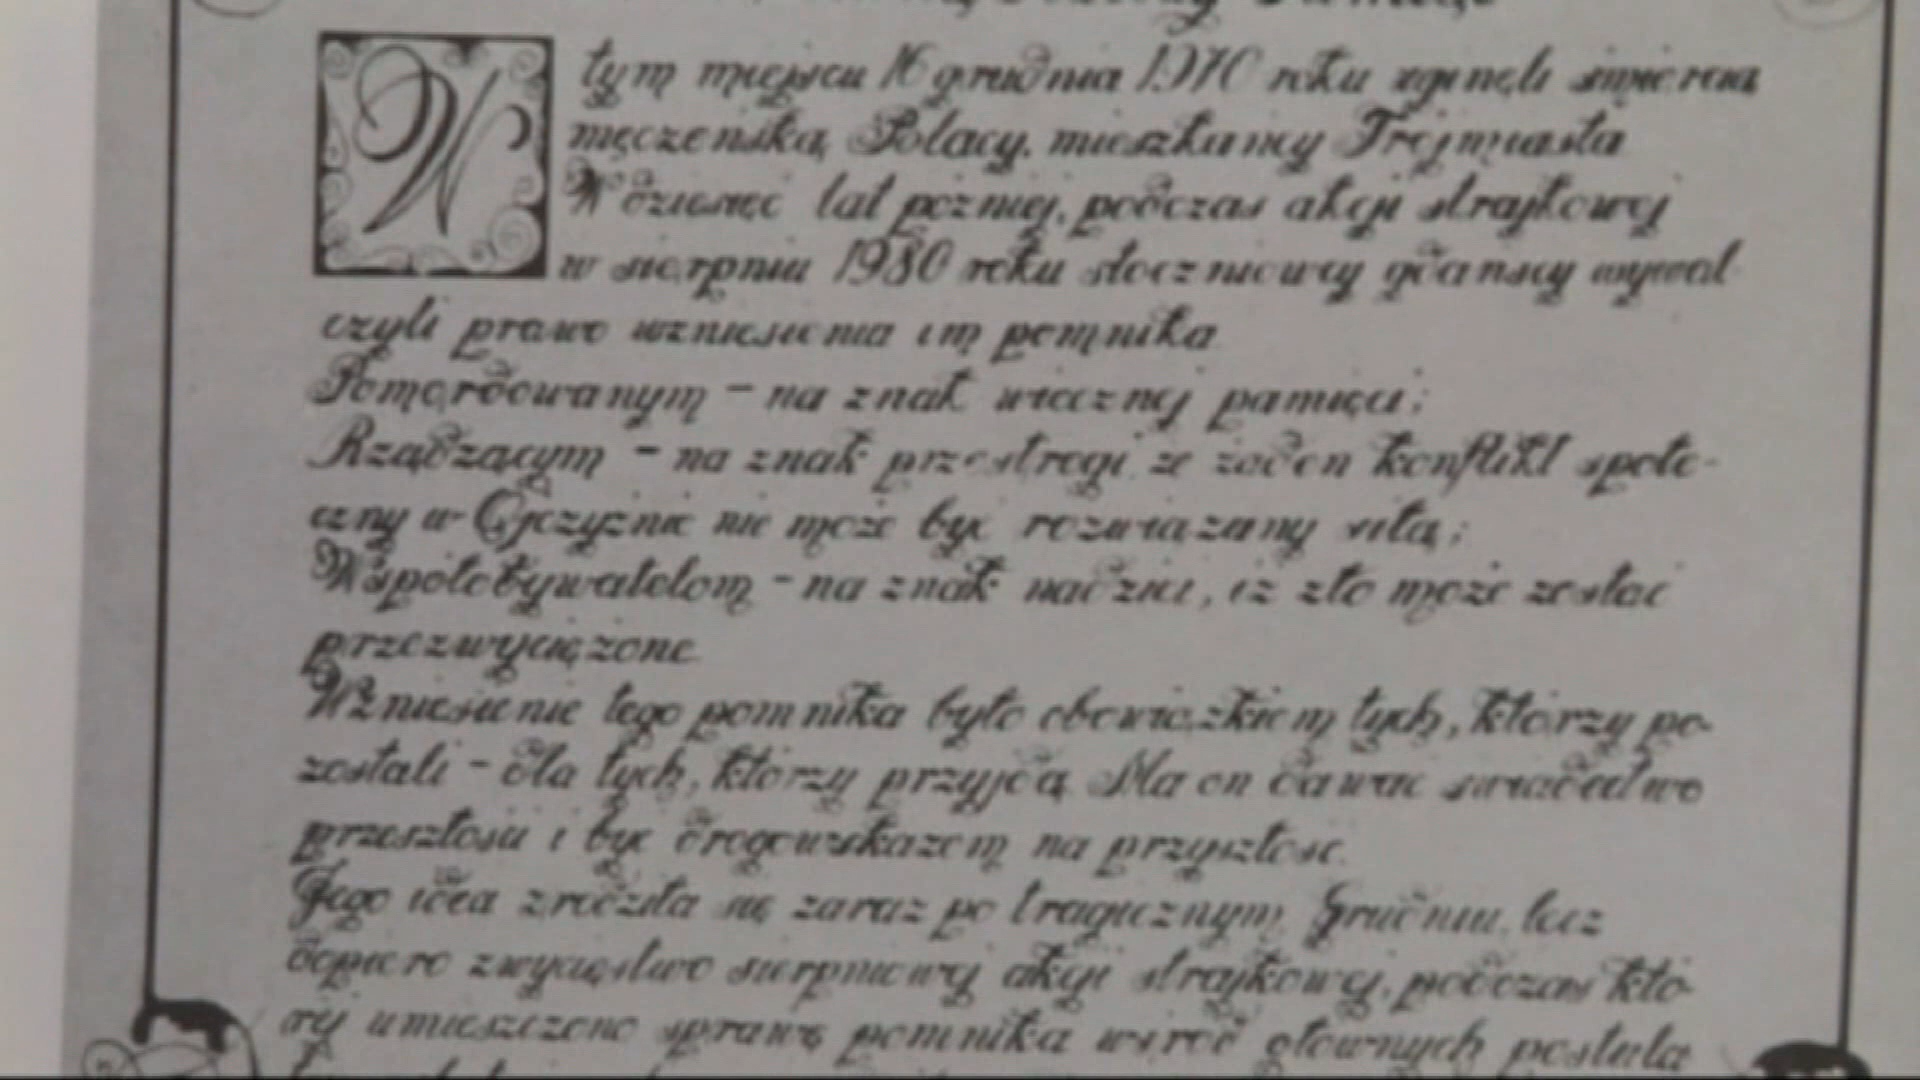 W tym miejscu 16 grudnia 1970 roku zginęli śmiercią
męczeńską Polacy, mieszkańcy Trójmiasta
W dziesięć lat później, podczas akcji strajkowej
w sierpniu 1980 roku stoczniowcy gdańscy wywal
czyli prawo wzniesienia im pomnika
Pomordowanym – na znak wiecznej pamięci;
Rządzącym – na znak przestrogi, że żaden konflikt społe-
czny w Ojczyźnie nie może być rozwiązany siłą;
Współobywatelom – na znak nadziei, iż zło może zostać
przezwyciężone.
Wzniesienie tego pomnika było obowiązkiem tych, którzy po-
zostali – dla tych, którzy przyjdą. Ma on dawać świadectwo
przeszłości i być drogowskazem na przyszłość.
Jego idea zrodziła się zaraz po tragicznym Grudniu, lecz
dopiero zwycięstwo sierpniowej akcji strajkowej, podczas któ-
rej umieszczono sprawę pomnika wśród głównych postula